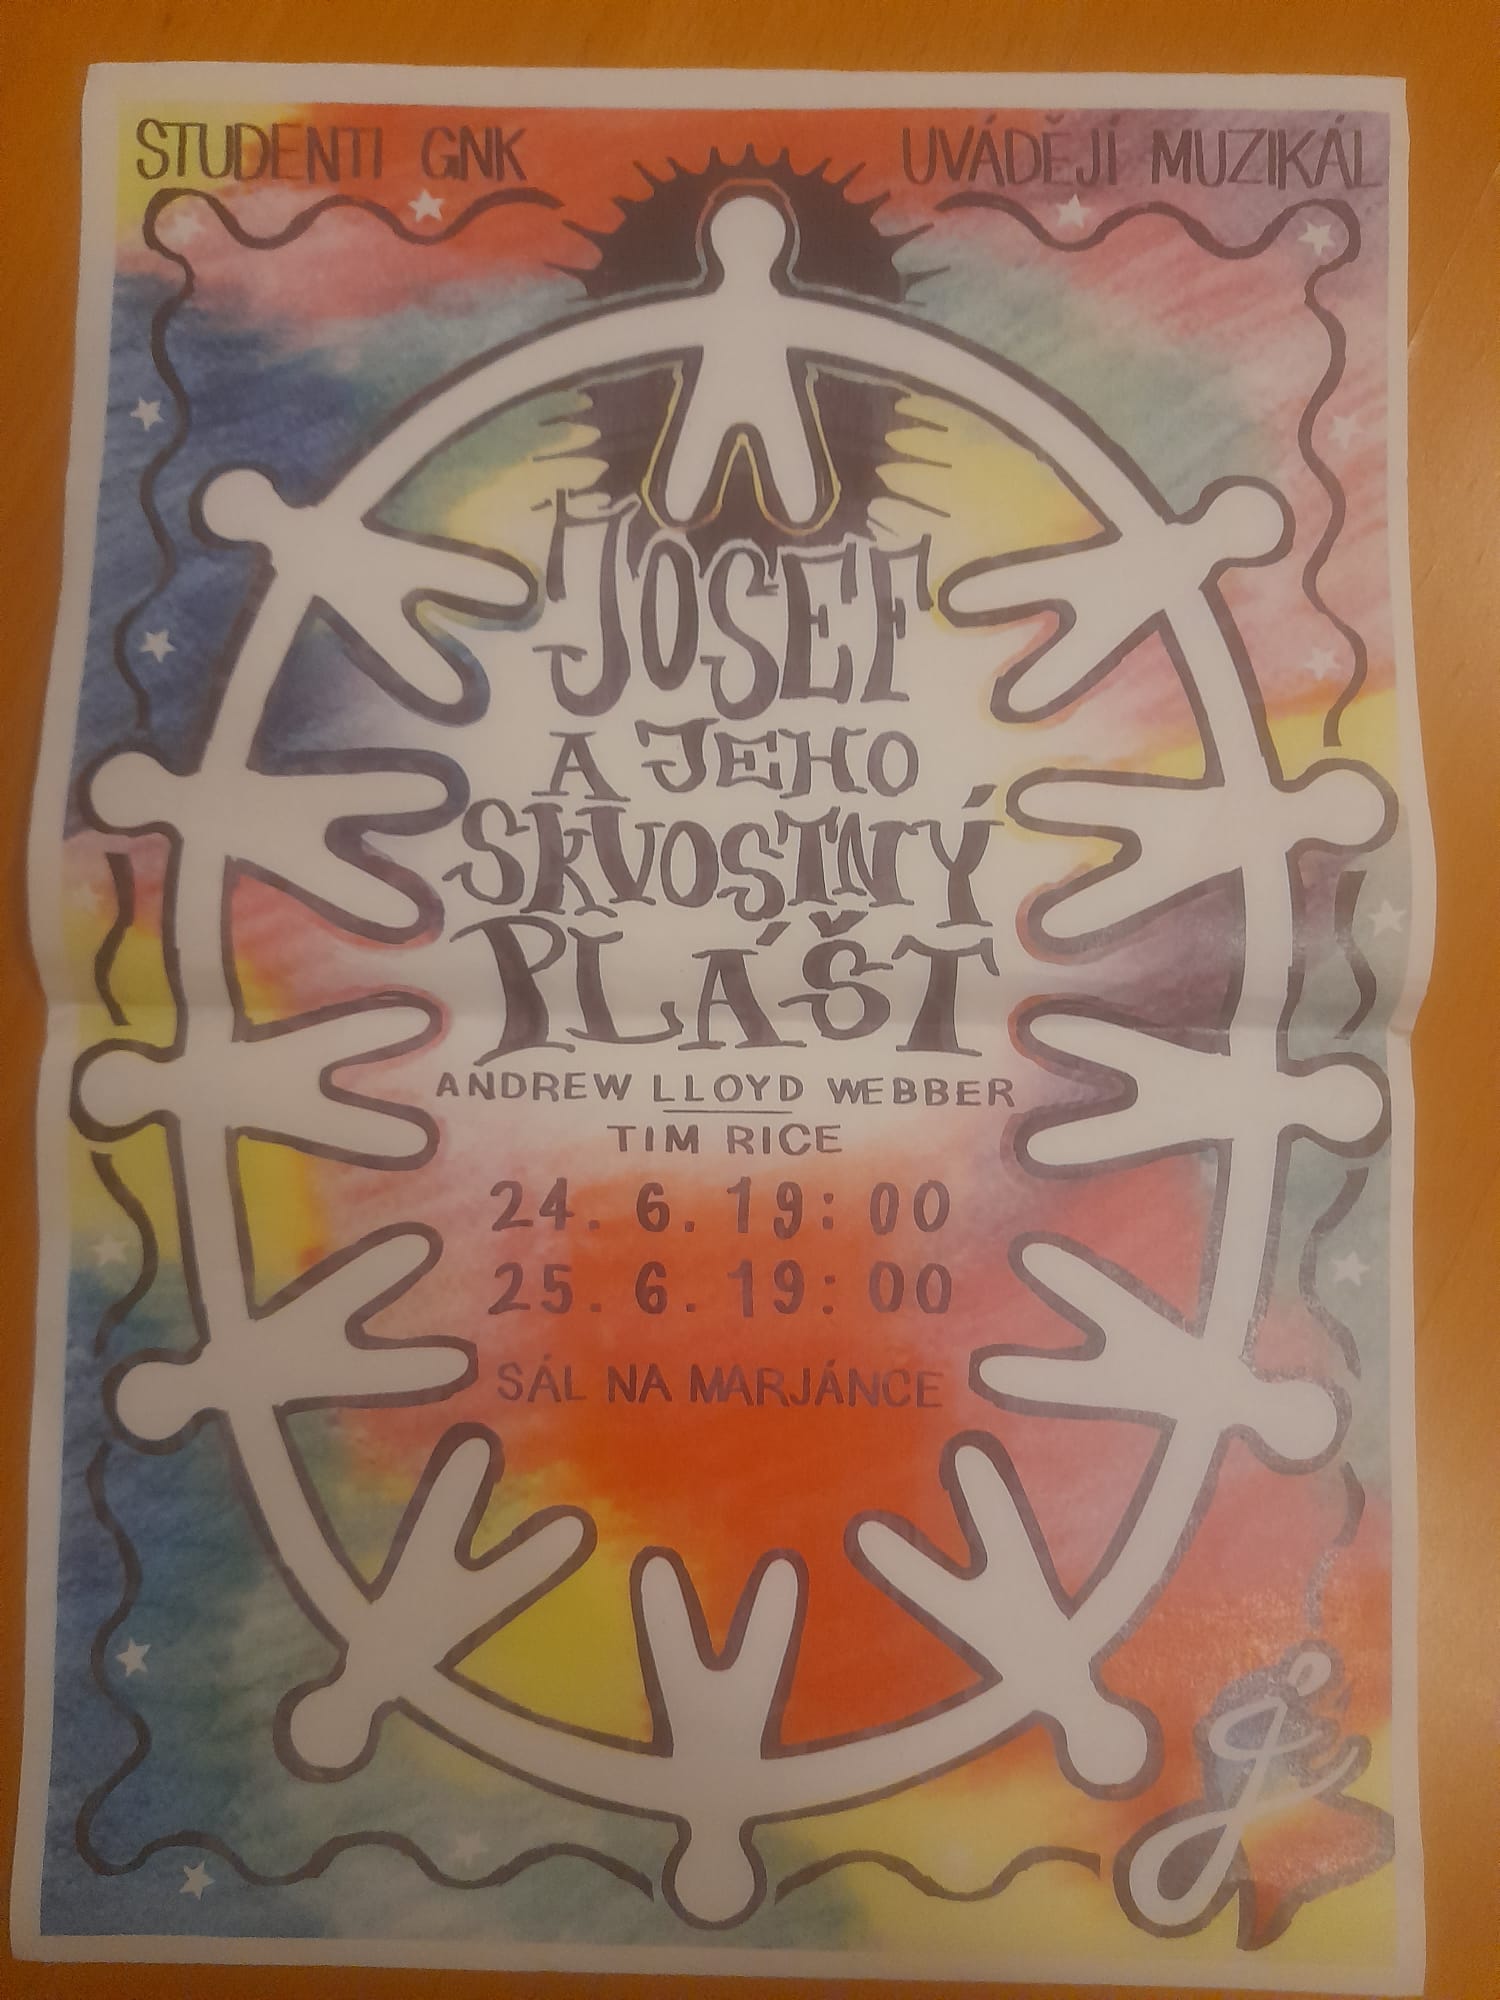 STUDENTI GNK UVÁDĚJÍ MUZIKÁL
JOSEF
A JEHO
SKVOSTNÝ
PLÁŠŤ
ANDREW LLOYD WEBBER
TIM RICE
24. 6. 19:00
25. 6. 19:00
SÁL NA MARJÁNCE